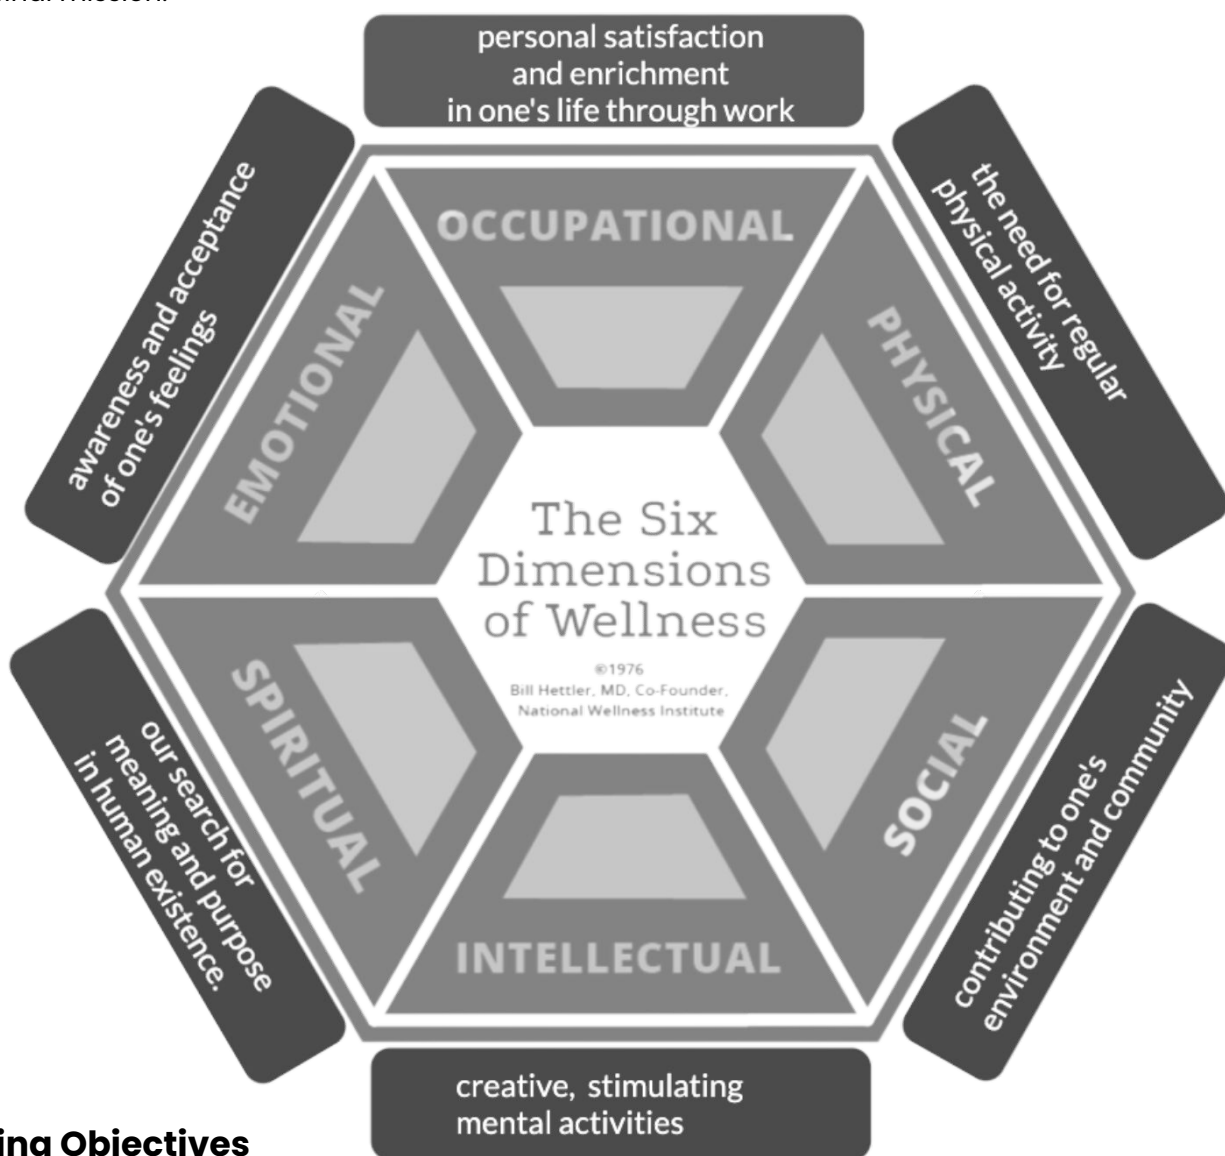 mission.
personal satisfaction
and enrichment
in one's life through work
OCCUPATIONAL
the need for regular
physical activity
PHYSICAL
awareness and acceptance
of one's feelings
EMOTIONAL
The Six
Dimensions
of Wellness
©1976
Bill Hettler, MD, Co-Founder,
National Wellness Institute
SPIRITUAL
our search for
meaning and purpose
in human existence.
SOCIAL
contributing to one's
environment and community
INTELLECTUAL
creative, stimulating
mental activities
Objectives